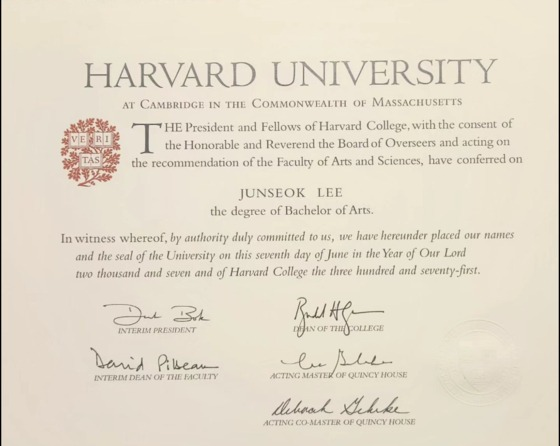 HARVARD UNIVERSITY
AT CAMBRIDGE IN THE COMMONWEALTH OF MASSACHUSETTS
THE President and Fellows of Harvard College, with the consent of
the Honorable and Reverend the Board of Overseers and acting on
the recommendation of the Faculty of Arts and Sciences, have conferred on
VE RI
TAS
JUNSEOK LEE
the degree of Bachelor of Arts.
In witness whereof, by authority duly committed to us, we have hereunder placed our names
and the seal of the University on this seventh day of June in the Year of Our Lord
two thousand and seven and of Harvard College the three hundred and seventy-first.
INTERIM PRESIDENT
DEAN OF THE COLLEGE
David Pilbeam
INTERIM DEAN OF THE FACULTY
ACTING MASTER OF QUINCY HOUSE
Deborah Gehrke
ACTING CO-MASTER OF QUINCY HOUSE